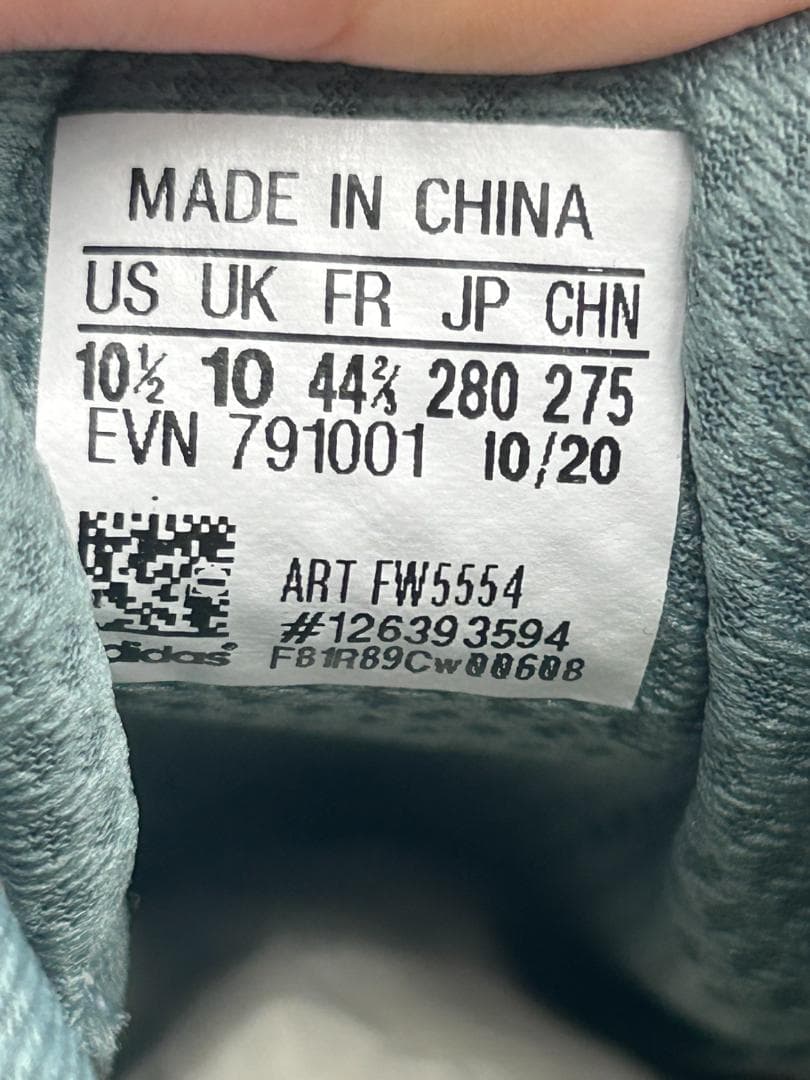 MADE IN CHINA
US UK FR JP CHN
10½ 10 44⅔ 280 275
EVN 791001 10/20
ART FW5554
#126393594
adidas F81R89Cw00608